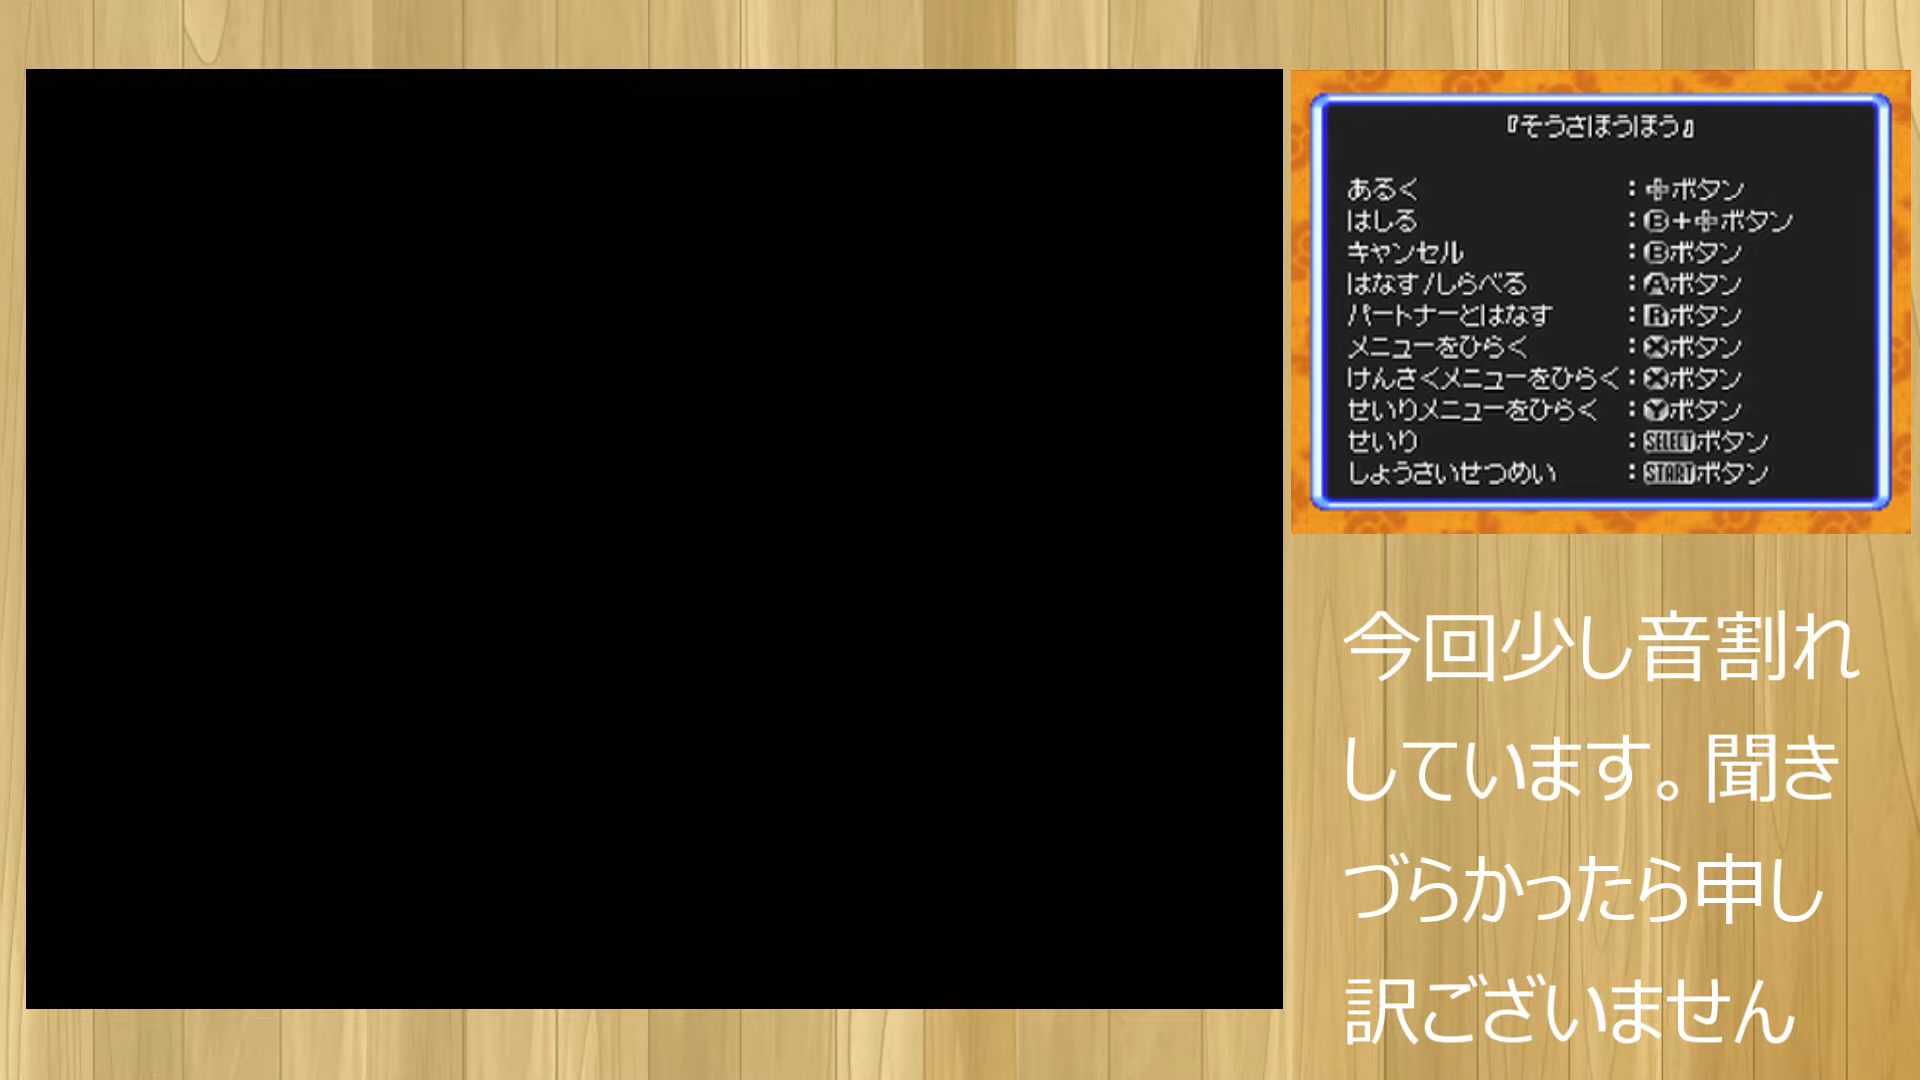 『そうさほうほう』
あるく：✚ボタン
はしる：Ⓑ+✚ボタン
キャンセル：Ⓑボタン
はなす/しらべる：Ⓐボタン
パートナーとはなす：Rボタン
メニューをひらく：Ⓧボタン
けんさくメニューをひらく：Ⓧボタン
せいりメニューをひらく：Ⓨボタン
せいり：SELECTボタン
しょうさいせつめい：STARTボタン
今回少し音割れ
しています。聞き
づらかったら申し
訳ございません